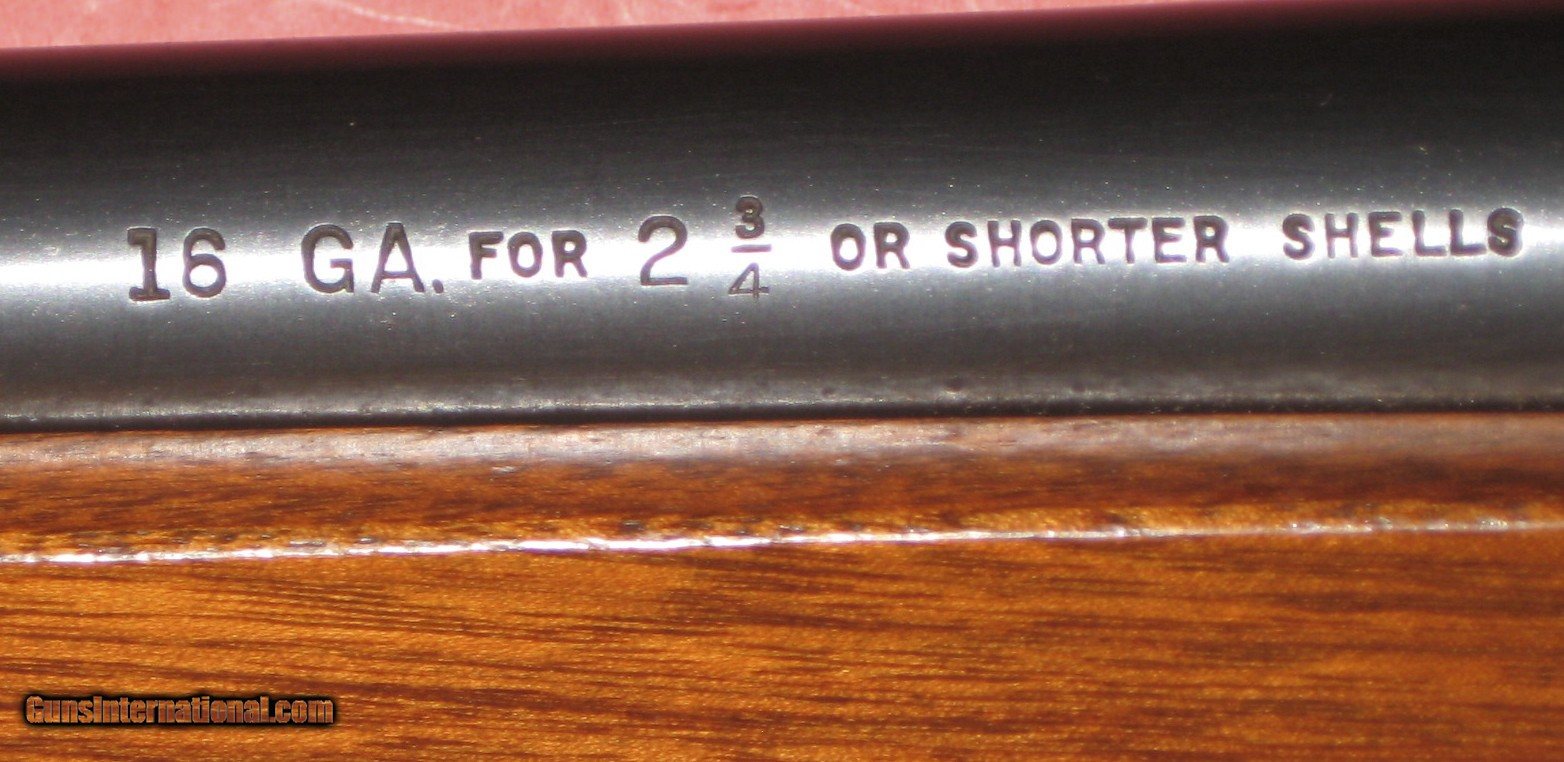 16 GA. FOR 2 3/4 OR SHORTER SHELLS
GunsInternational.com